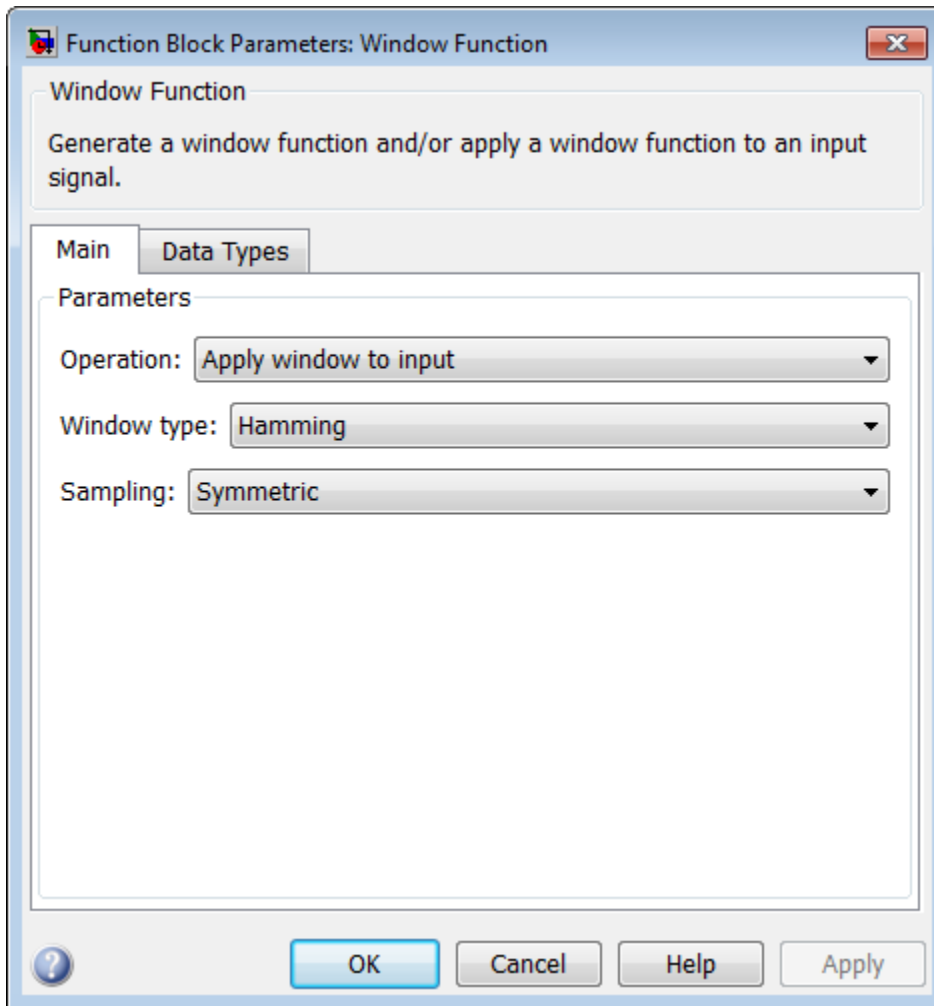 Function Block Parameters: Window Function
Window Function
Generate a window function and/or apply a window function to an input
signal.
Main Data Types
Parameters
Operation: Apply window to input
Window type: Hamming
Sampling: Symmetric
? OK Cancel Help Apply